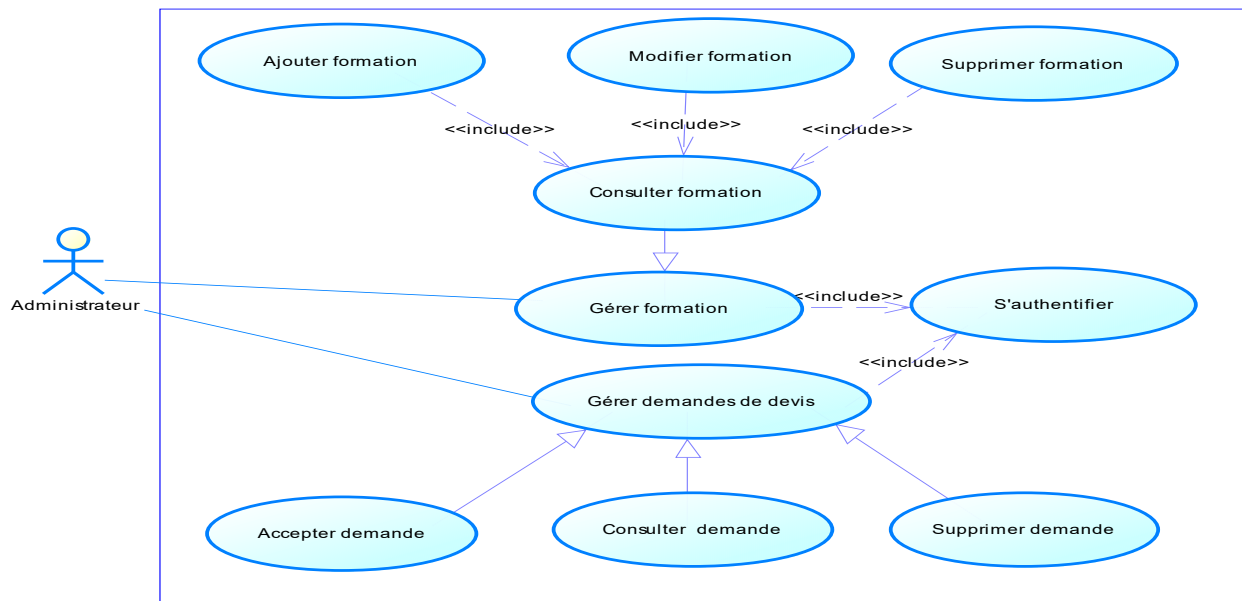 Ajouter formation
Modifier formation
Supprimer formation
<<include>>
<<include>>
<<include>>
Consulter formation
Administrateur
Gérer formation
<<include>>
S'authentifier
<<include>>
Gérer demandes de devis
Accepter demande
Consulter demande
Supprimer demande